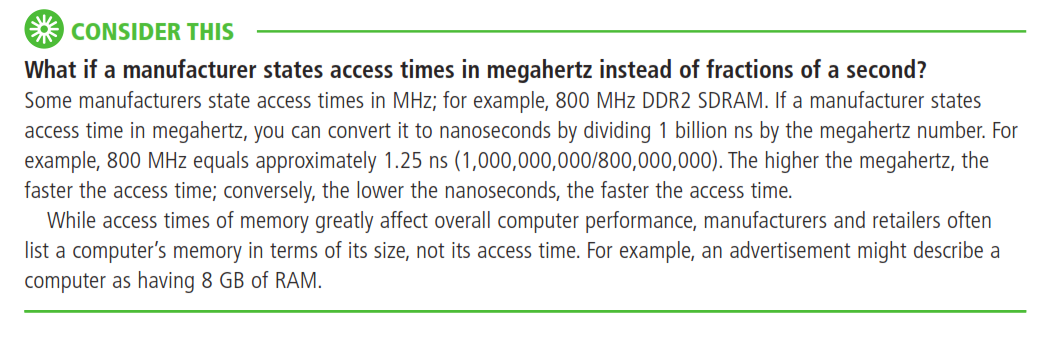 CONSIDER THIS
What if a manufacturer states access times in megahertz instead of fractions of a second?
Some manufacturers state access times in MHz; for example, 800 MHz DDR2 SDRAM. If a manufacturer states
access time in megahertz, you can convert it to nanoseconds by dividing 1 billion ns by the megahertz number. For
example, 800 MHz equals approximately 1.25 ns (1,000,000,000/800,000,000). The higher the megahertz, the
faster the access time; conversely, the lower the nanoseconds, the faster the access time.
While access times of memory greatly affect overall computer performance, manufacturers and retailers often
list a computer’s memory in terms of its size, not its access time. For example, an advertisement might describe a
computer as having 8 GB of RAM.